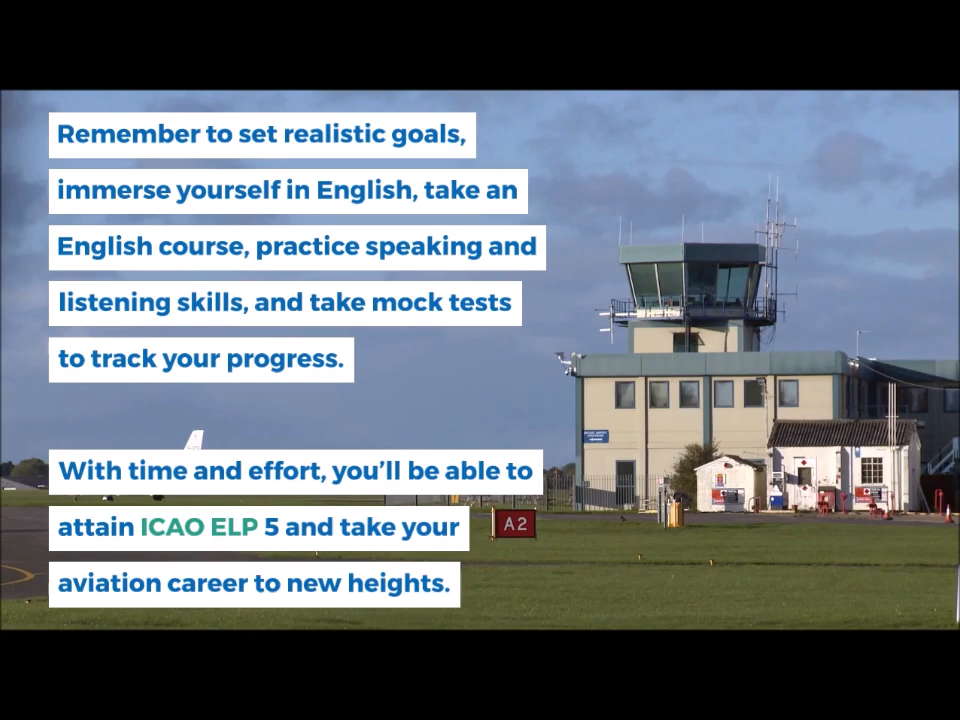 Remember to set realistic goals,
immerse yourself in English, take an
English course, practice speaking and
listening skills, and take mock tests
to track your progress.
With time and effort, you'll be able to
attain ICAO ELP 5 and take your
aviation career to new heights.
A2